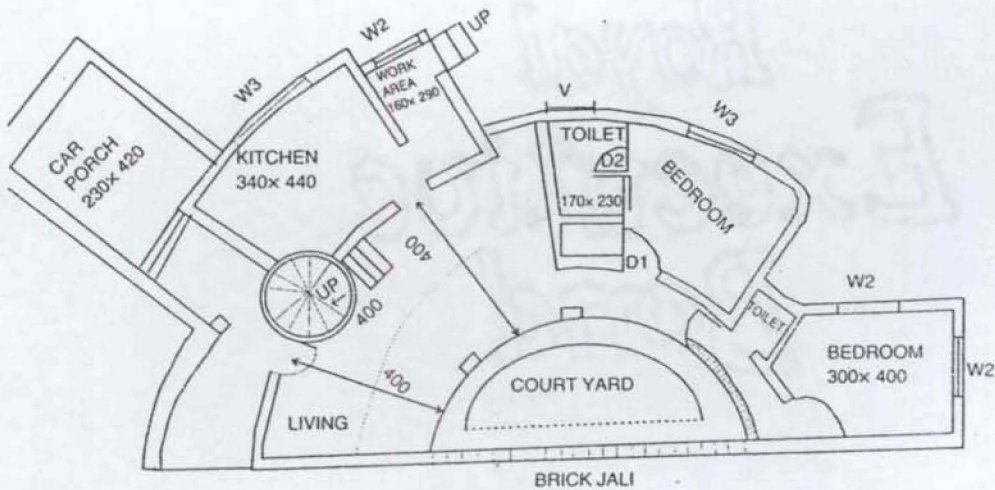 W2
UP
W3
WORK
AREA
160× 290
V
CAR
PORCH
230× 420
KITCHEN
340× 440
TOILET
D2
W3
BEDROOM
170× 230
400
D1
UP
400
W2
TOILET
400
COURT YARD
BEDROOM
300× 400
W2
LIVING
BRICK JALI